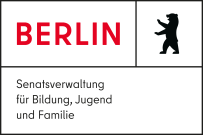 BERLIN
Senatsverwaltung
für Bildung, Jugend
und Familie